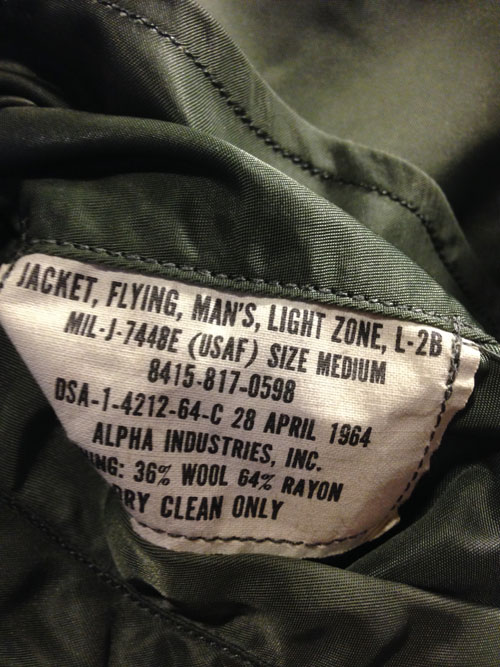 JACKET, FLYING, MAN'S, LIGHT ZONE, L-2B
MIL-J-7448E (USAF) SIZE MEDIUM
8415-817-0598
DSA-1-4212-64-C 28 APRIL 1964
ALPHA INDUSTRIES, INC.
36% WOOL 64% RAYON
CLEAN ONLY